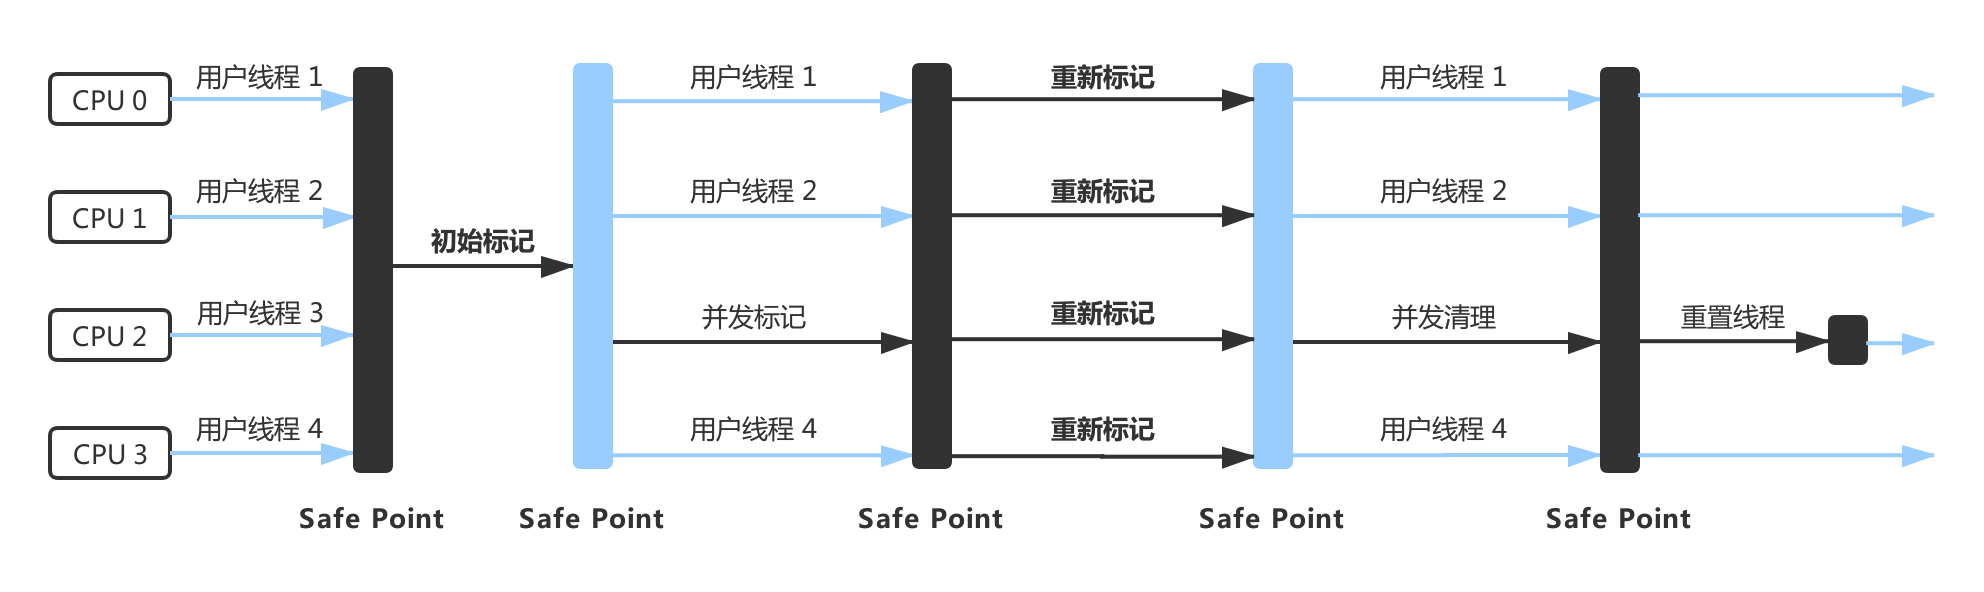 CPU 0
用户线程 1
用户线程 1
重新标记
用户线程 1
CPU 1
用户线程 2
用户线程 2
重新标记
用户线程 2
初始标记
CPU 2
用户线程 3
并发标记
重新标记
并发清理
重置线程
CPU 3
用户线程 4
用户线程 4
重新标记
用户线程 4
Safe Point
Safe Point
Safe Point
Safe Point
Safe Point